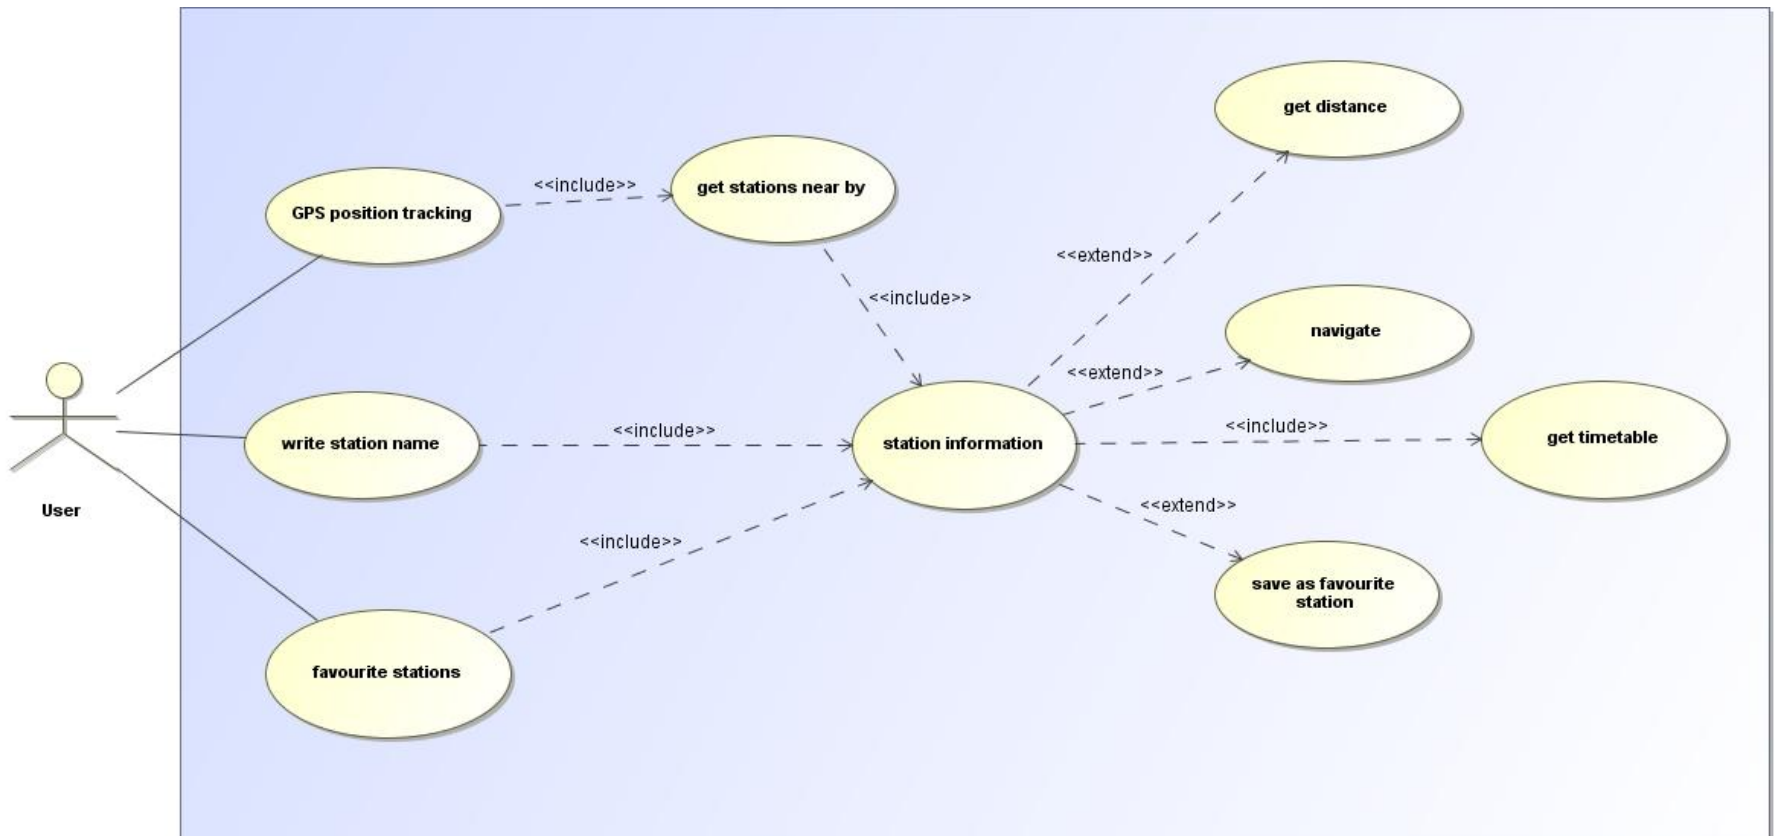 get distance
<<include>>
get stations near by
GPS position tracking
<<extend>>
<<include>>
navigate
<<extend>>
<<include>>
<<include>>
write station name
station information
get timetable
<<extend>>
User
<<include>>
save as favourite
station
favourite stations